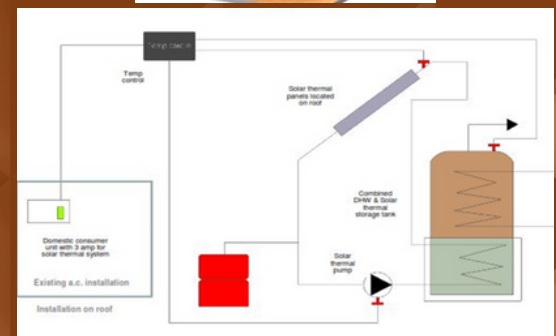 Temp
control
Solar thermal
panels located
on roof
Combined
DHW & Solar
thermal
storage tank
Domestic consumer
unit with 3 amp for
solar thermal system
Solar
thermal
pump
Existing a.c. installation
Installation on roof